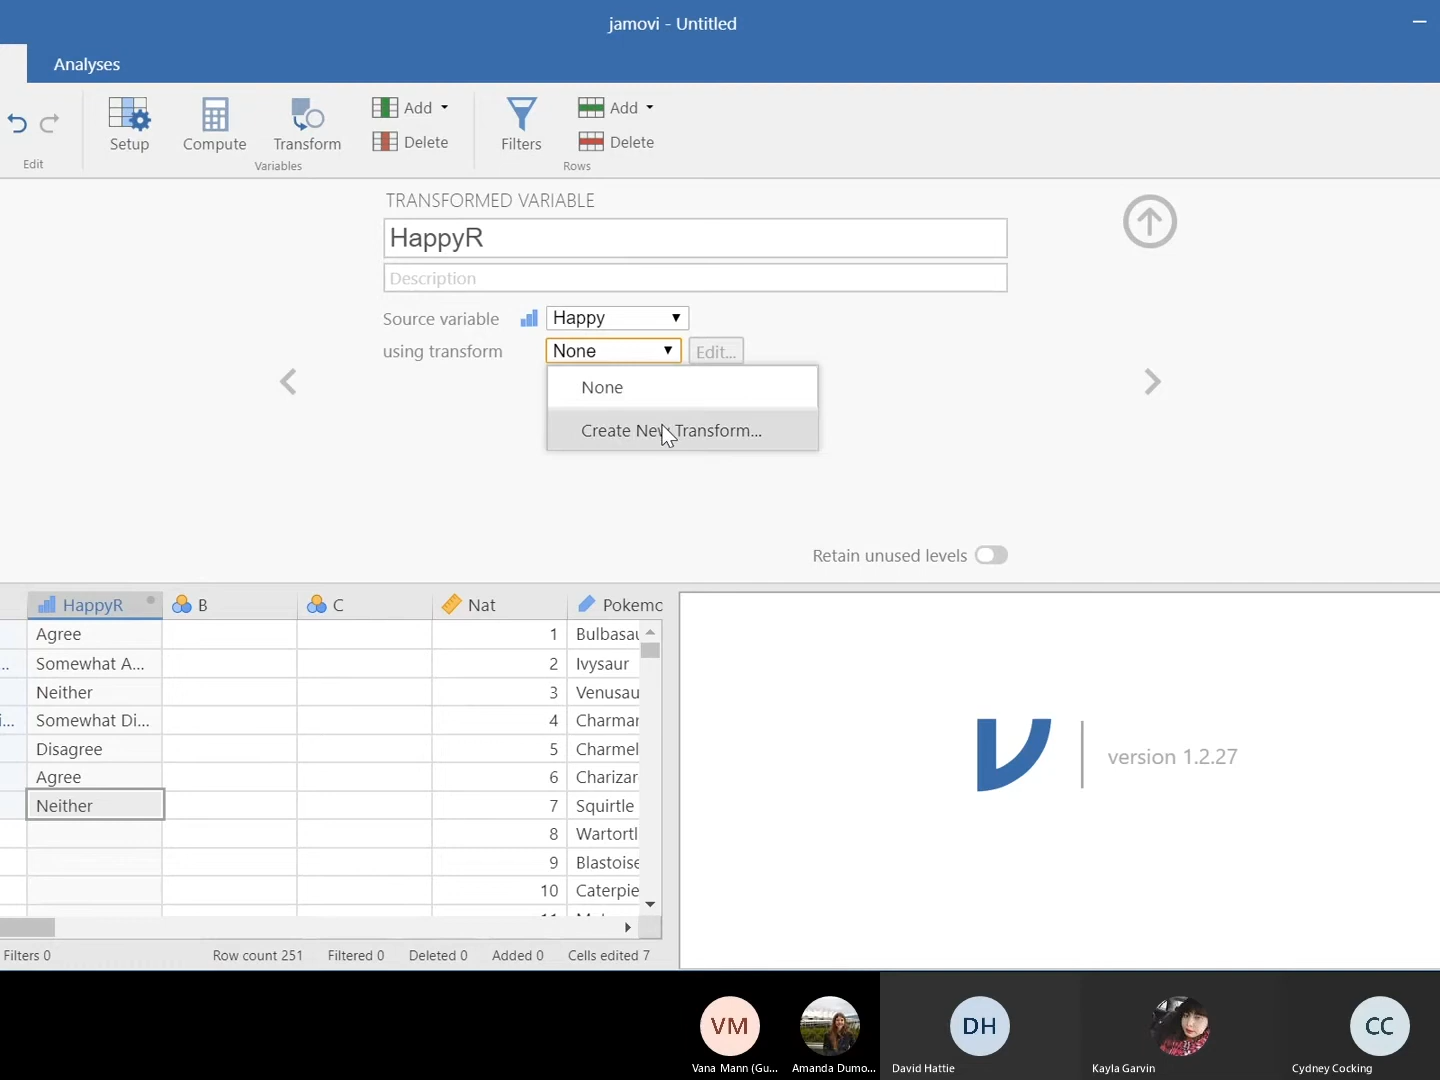 jamovi - Untitled
Analyses
Setup
Compute
Transform
Add
Delete
Filters
Add
Delete
Edit
Variables
Rows
TRANSFORMED VARIABLE
HappyR
Description
Source variable
Happy
using transform
None
Edit...
None
Create New Transform...
Retain unused levels
HappyR B C Nat Pokemo
Agree 1 Bulbasau
... Somewhat A... 2 Ivysaur
Neither 3 Venusau
i... Somewhat Di... 4 Charmar
Disagree 5 Charmel
Agree 6 Charizar
Neither 7 Squirtle
8 Wartortl
9 Blastoise
10 Caterpie
version 1.2.27
Filters 0 Row count 251 Filtered 0 Deleted 0 Added 0 Cells edited 7
VM
DH
CC
Vana Mann (Gu... Amanda Dumo... David Hattie Kayla Garvin Cydney Cocking